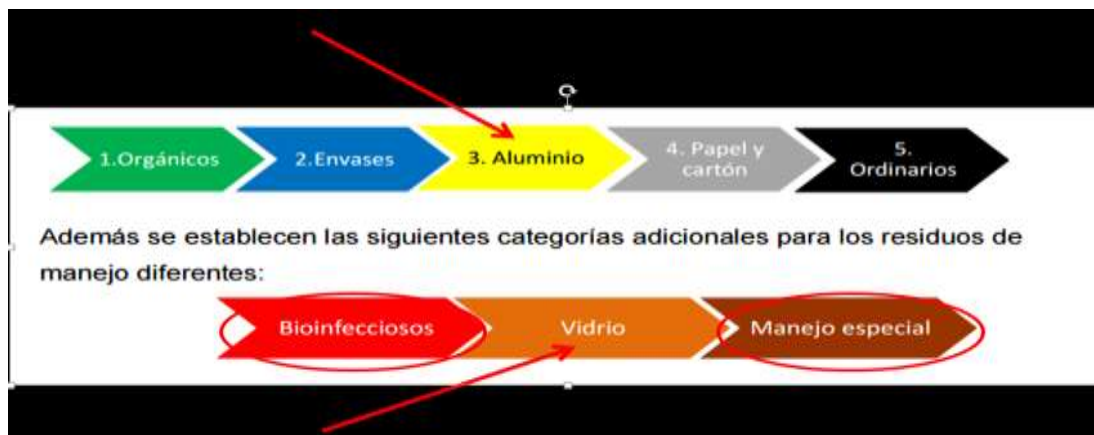 1.Orgánicos
2.Envases
3. Aluminio
4. Papel y
cartón
5.
Ordinarios
Además se establecen las siguientes categorías adicionales para los residuos de
manejo diferentes:
Bioinfecciosos
Vidrio
Manejo especial